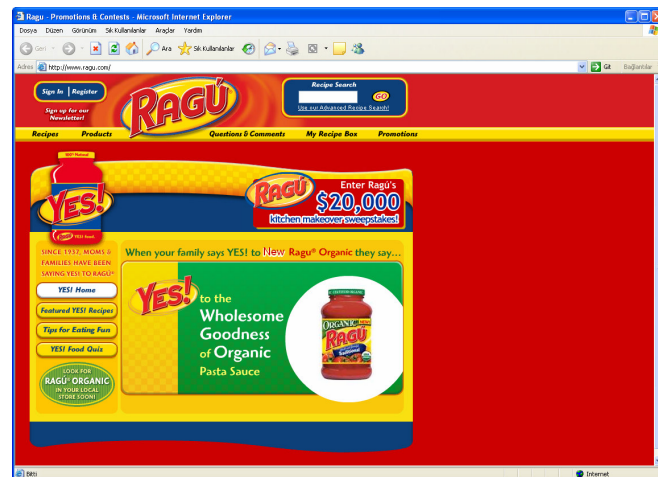 Ragu - Promotions & Contests - Microsoft Internet Explorer
Dosya Düzen Görünüm Sık Kullanılanlar Araçlar Yardım
Geri Ara Sık Kullanılanlar
Adres http://www.ragu.com/ Git Bağlantılar
Sign In | Register
Sign up for our
Newsletter!
RAGÚ
Recipe Search
GO
Use our Advanced Recipe Search!
Recipes Products Questions & Comments My Recipe Box Promotions
100% Natural
YES!
YES! food.
RAGÚ
Enter Ragú's
$20,000
kitchen makeover sweepstakes!
SINCE 1937, MOMS &
FAMILIES HAVE BEEN
SAYING YES! TO RAGÚ®
YES! Home
Featured YES! Recipes
Tips for Eating Fun
YES! Food Quiz
LOOK FOR
RAGÚ® ORGANIC
IN YOUR LOCAL
STORE SOON!
When your family says YES! to New Ragu® Organic they say...
YES! to the
Wholesome
Goodness
of Organic
Pasta Sauce
ORGANIC
RAGÚ
Traditional
Bitti Internet